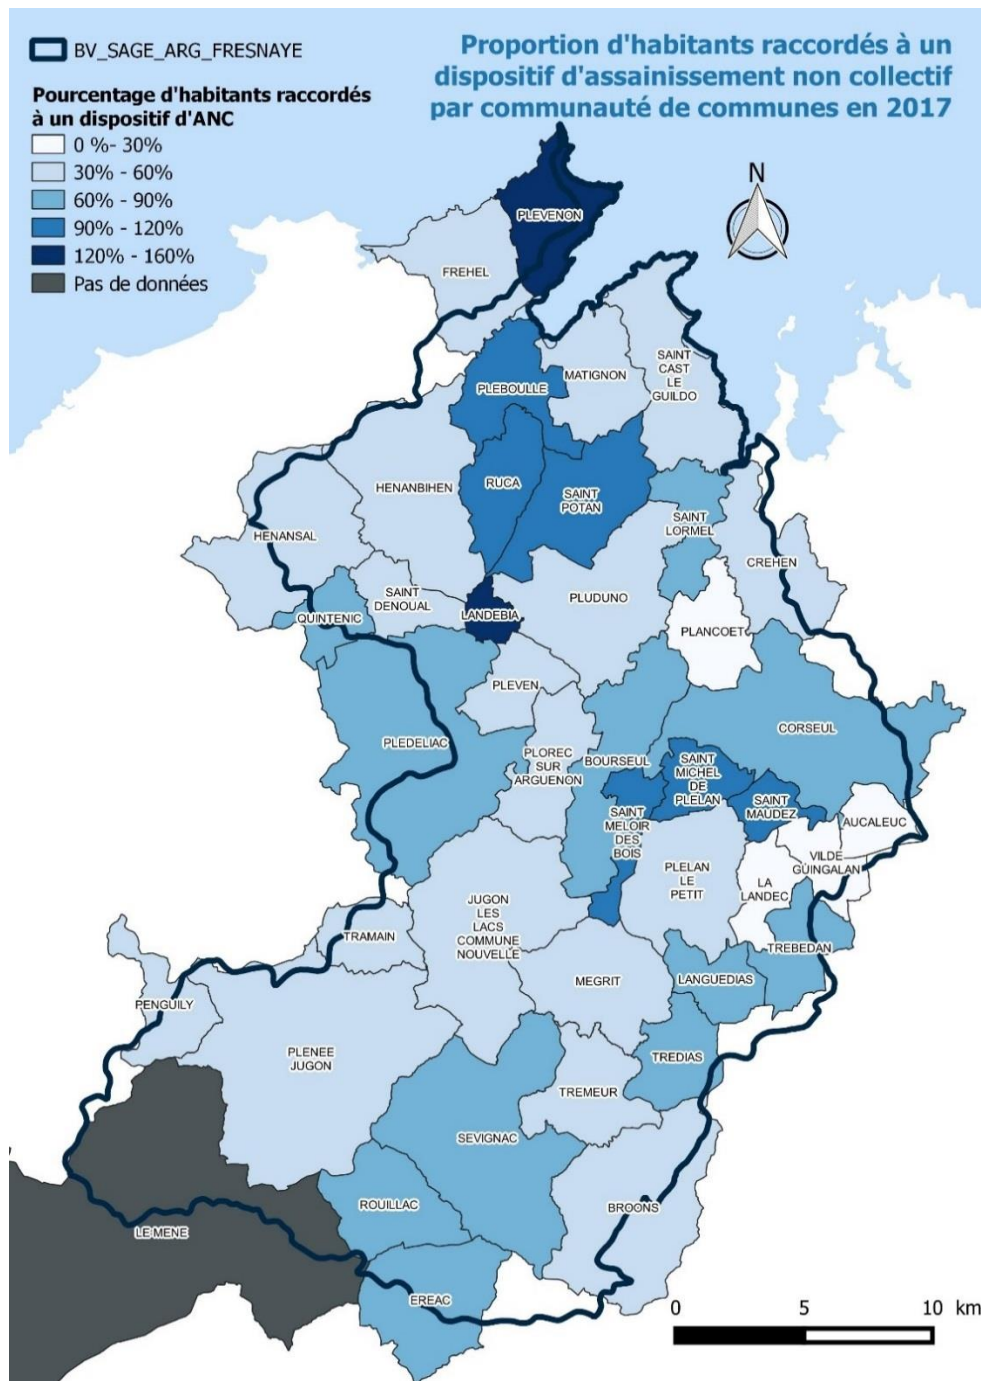 BV_SAGE_ARG_FRESNAYE
Proportion d'habitants raccordés à un
dispositif d'assainissement non collectif
par communauté de communes en 2017
Pourcentage d'habitants raccordés
à un dispositif d'ANC
0 %- 30%
30% - 60%
60% - 90%
90% - 120%
120% - 160%
Pas de données
N
PLEVENON
FREHEL
SAINT
CAST
LE
GUILDO
MATIGNON
PLEBOULLE
HENANBIHEN
RUCA
SAINT
POTAN
SAINT
LORMEL
HENANSAL
CREHEN
SAINT
DENOUAL
PLUDUNO
QUINTENIC
LANDEBIA
PLANCOET
PLEVEN
CORSEUL
PLEDELIAC
PLOREC
SUR
ARGUENON
BOURSEUL
SAINT
MICHEL
DE
PLELAN
SAINT
MAUDEZ
SAINT
MELOIR
DES
BOIS
AUCALEUC
VILDE
GUINGALAN
PLELAN
LE
PETIT
LA
LANDEC
JUGON
LES
LACS
COMMUNE
NOUVELLE
TRAMAIN
TREBEDAN
MEGRIT
LANGUEDIAS
PENGUILY
PLENEE
JUGON
TREDIAS
TREMEUR
SEVIGNAC
ROUILLAC
BROONS
LE MENE
EREAC
0 5 10 km